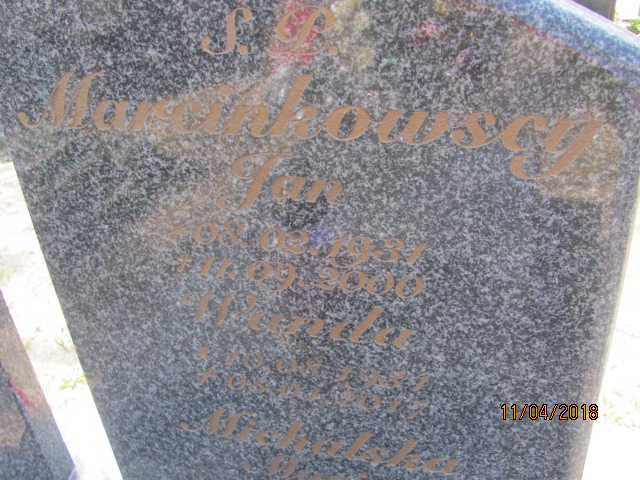 S. P.
Marcinkowscy
Jan
* 08. 02. 1931
+ 11. 09. 2000
Wanda
Michalska
11/04/2018